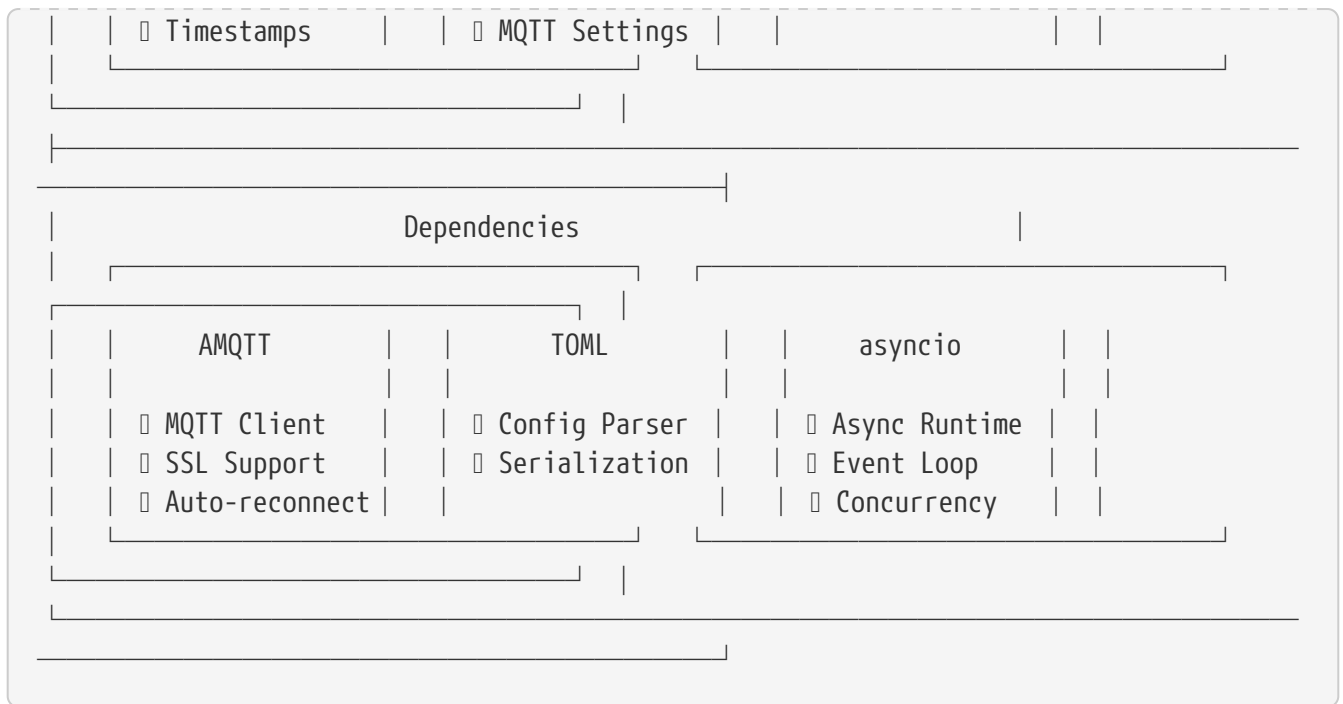 │   │ ▯ Timestamps     │   │ ▯ MQTT Settings │   │                   │  │
│   └──────────────────┘   └──────────────────┘
└──────────────────┘  │
├────────────────────────────────────────────
────────────────────────┤
│                        Dependencies                              │
│   ┌──────────────────┐   ┌──────────────────┐
┌──────────────────┐  │
│   │      AMQTT          │   │       TOML        │   │     asyncio       │  │
│   │                   │   │                   │   │                   │  │
│   │ ▯ MQTT Client    │   │ ▯ Config Parser  │   │ ▯ Async Runtime  │  │
│   │ ▯ SSL Support    │   │ ▯ Serialization  │   │ ▯ Event Loop     │  │
│   │ ▯ Auto-reconnect │   │                   │   │ ▯ Concurrency    │  │
│   └──────────────────┘   └──────────────────┘
└──────────────────┘  │
└────────────────────────────────────────────
────────────────────────┘